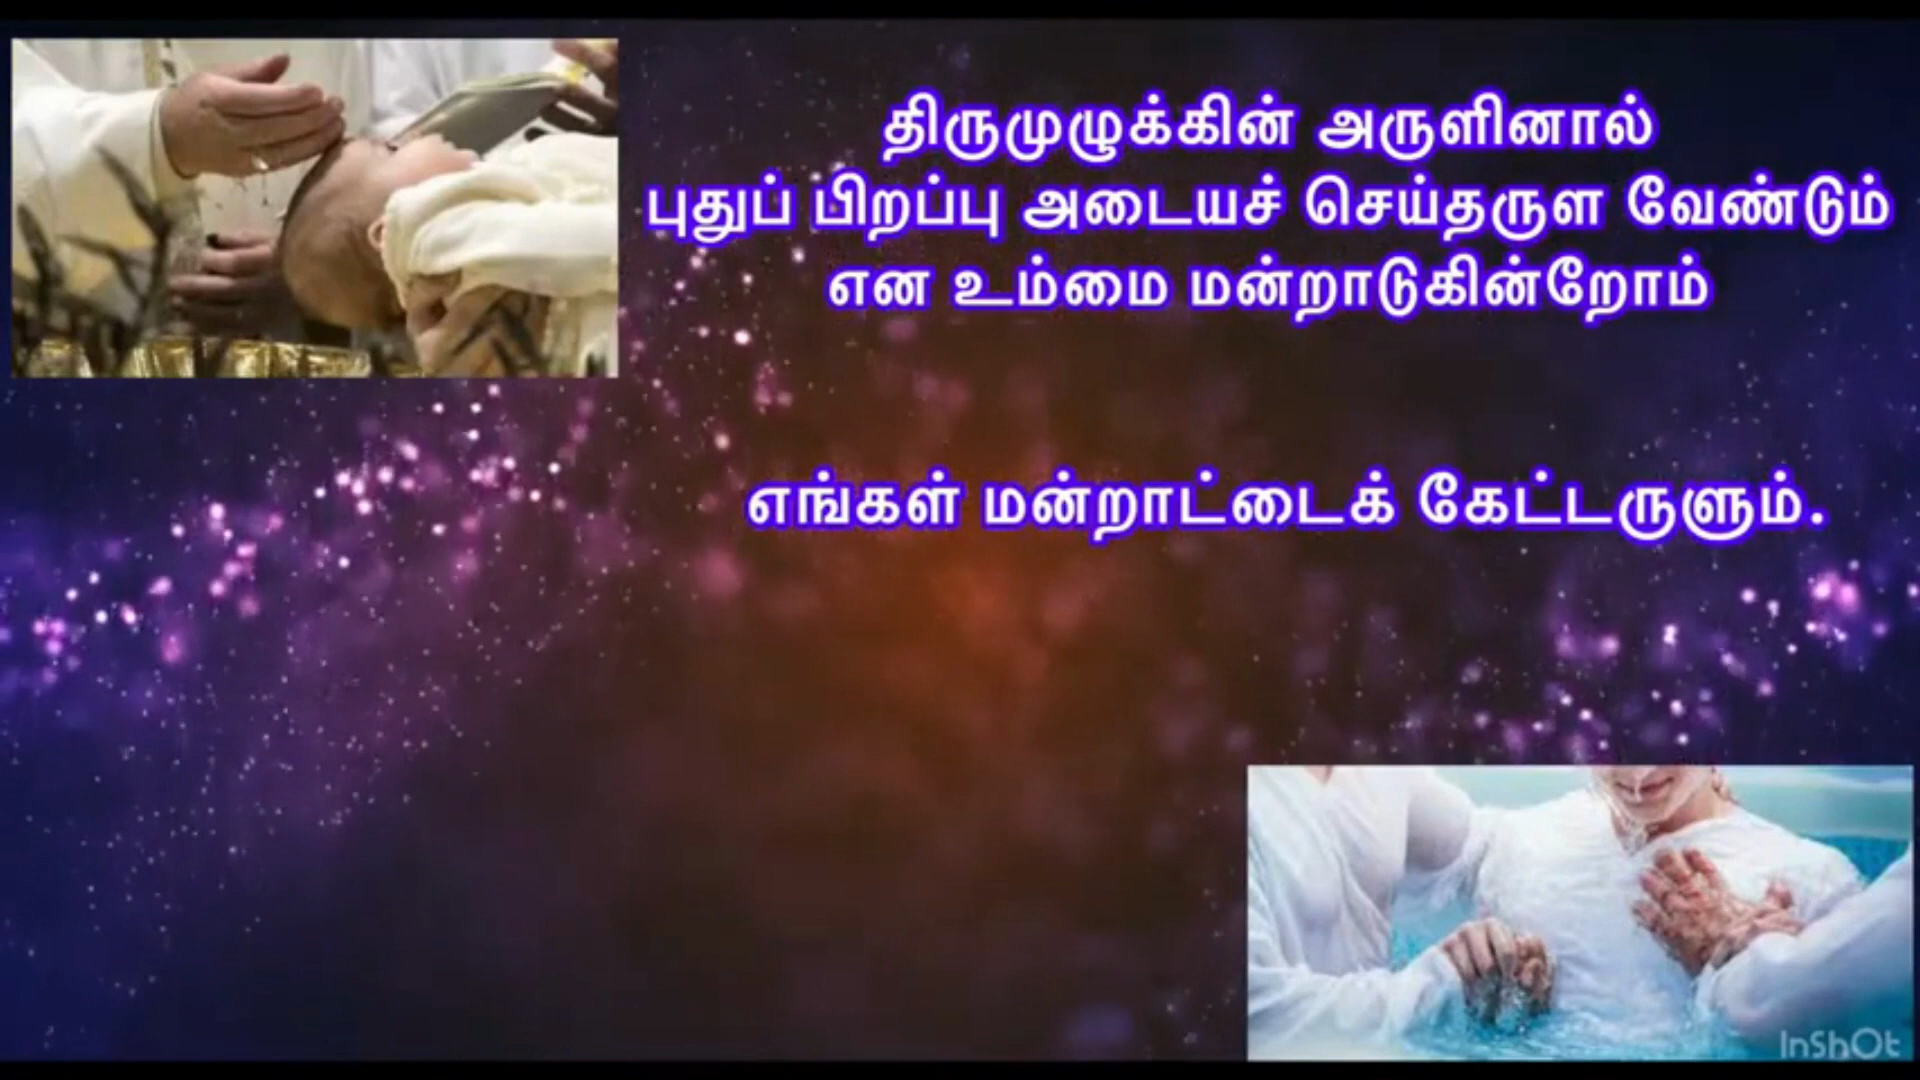 திருமுழுக்கின் அருளினால்
புதுப் பிறப்பு அடையச் செய்தருள வேண்டும்
என உம்மை மன்றாடுகின்றோம்
எங்கள் மன்றாட்டைக் கேட்டருளும்.
InShOt